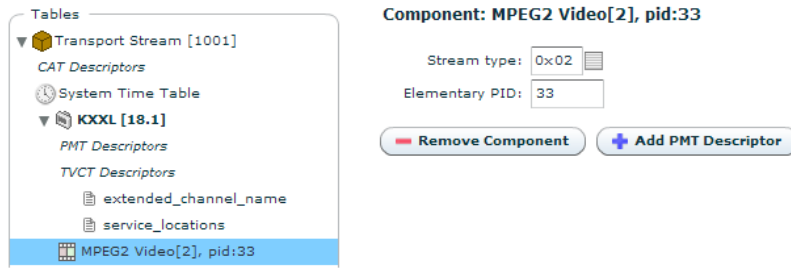 Tables
Transport Stream [1001]
CAT Descriptors
System Time Table
KXXL [18.1]
PMT Descriptors
TVCT Descriptors
extended_channel_name
service_locations
MPEG2 Video[2], pid:33
Component: MPEG2 Video[2], pid:33
Stream type: 0x02
Elementary PID: 33
Remove Component
Add PMT Descriptor